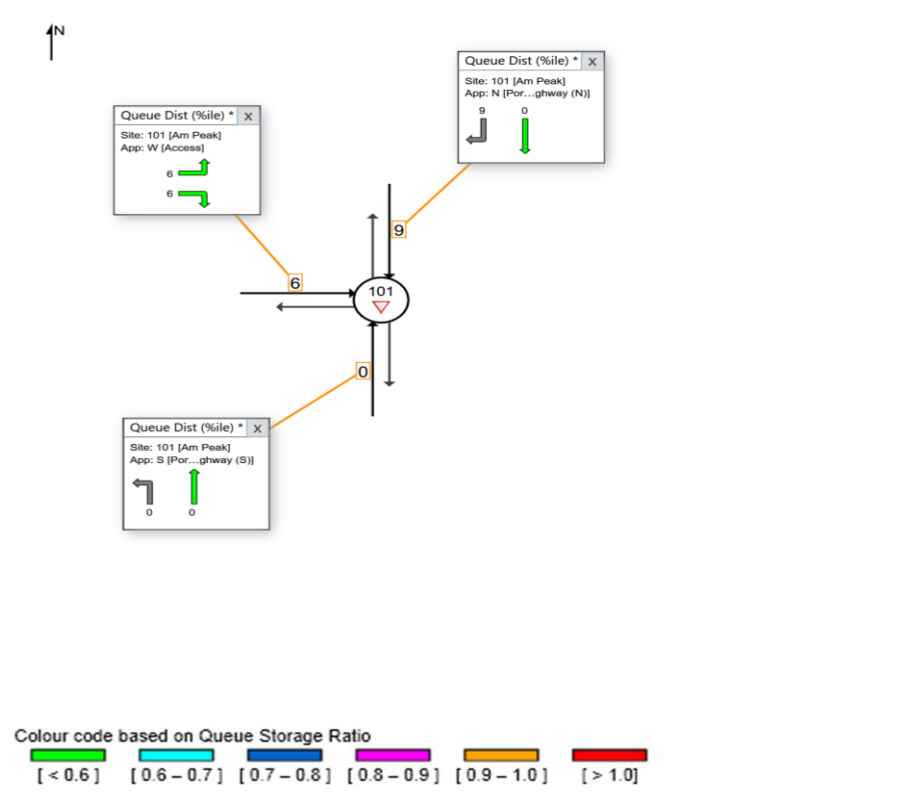 N
Queue Dist (%ile) * x
Site: 101 [Am Peak]
App: N [Por...ghway (N)]
9 0
Queue Dist (%ile) * x
Site: 101 [Am Peak]
App: W [Access]
6
6
9
6
101
0
Queue Dist (%ile) * x
Site: 101 [Am Peak]
App: S [Por...ghway (S)]
0 0
Colour code based on Queue Storage Ratio
[ < 0.6 ] [ 0.6 – 0.7 ] [ 0.7 – 0.8 ] [ 0.8 – 0.9 ] [ 0.9 – 1.0 ] [ > 1.0]